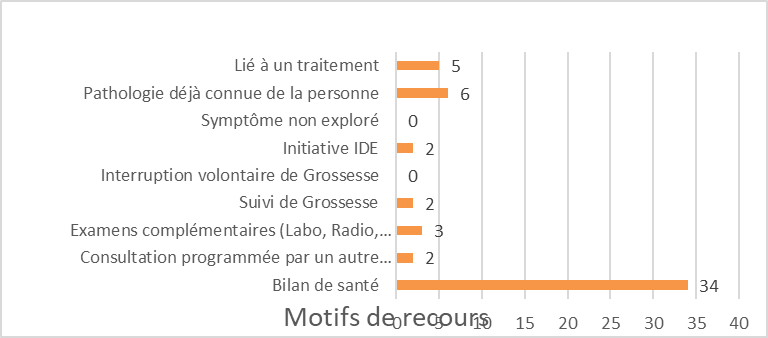 Lié à un traitement 5
Pathologie déjà connue de la personne 6
Symptôme non exploré 0
Initiative IDE 2
Interruption volontaire de Grossesse 0
Suivi de Grossesse 2
Examens complémentaires (Labo, Radio,... 3
Consultation programmée par un autre... 2
Bilan de santé 34
0 5 10 15 20 25 30 35 40
Motifs de recours